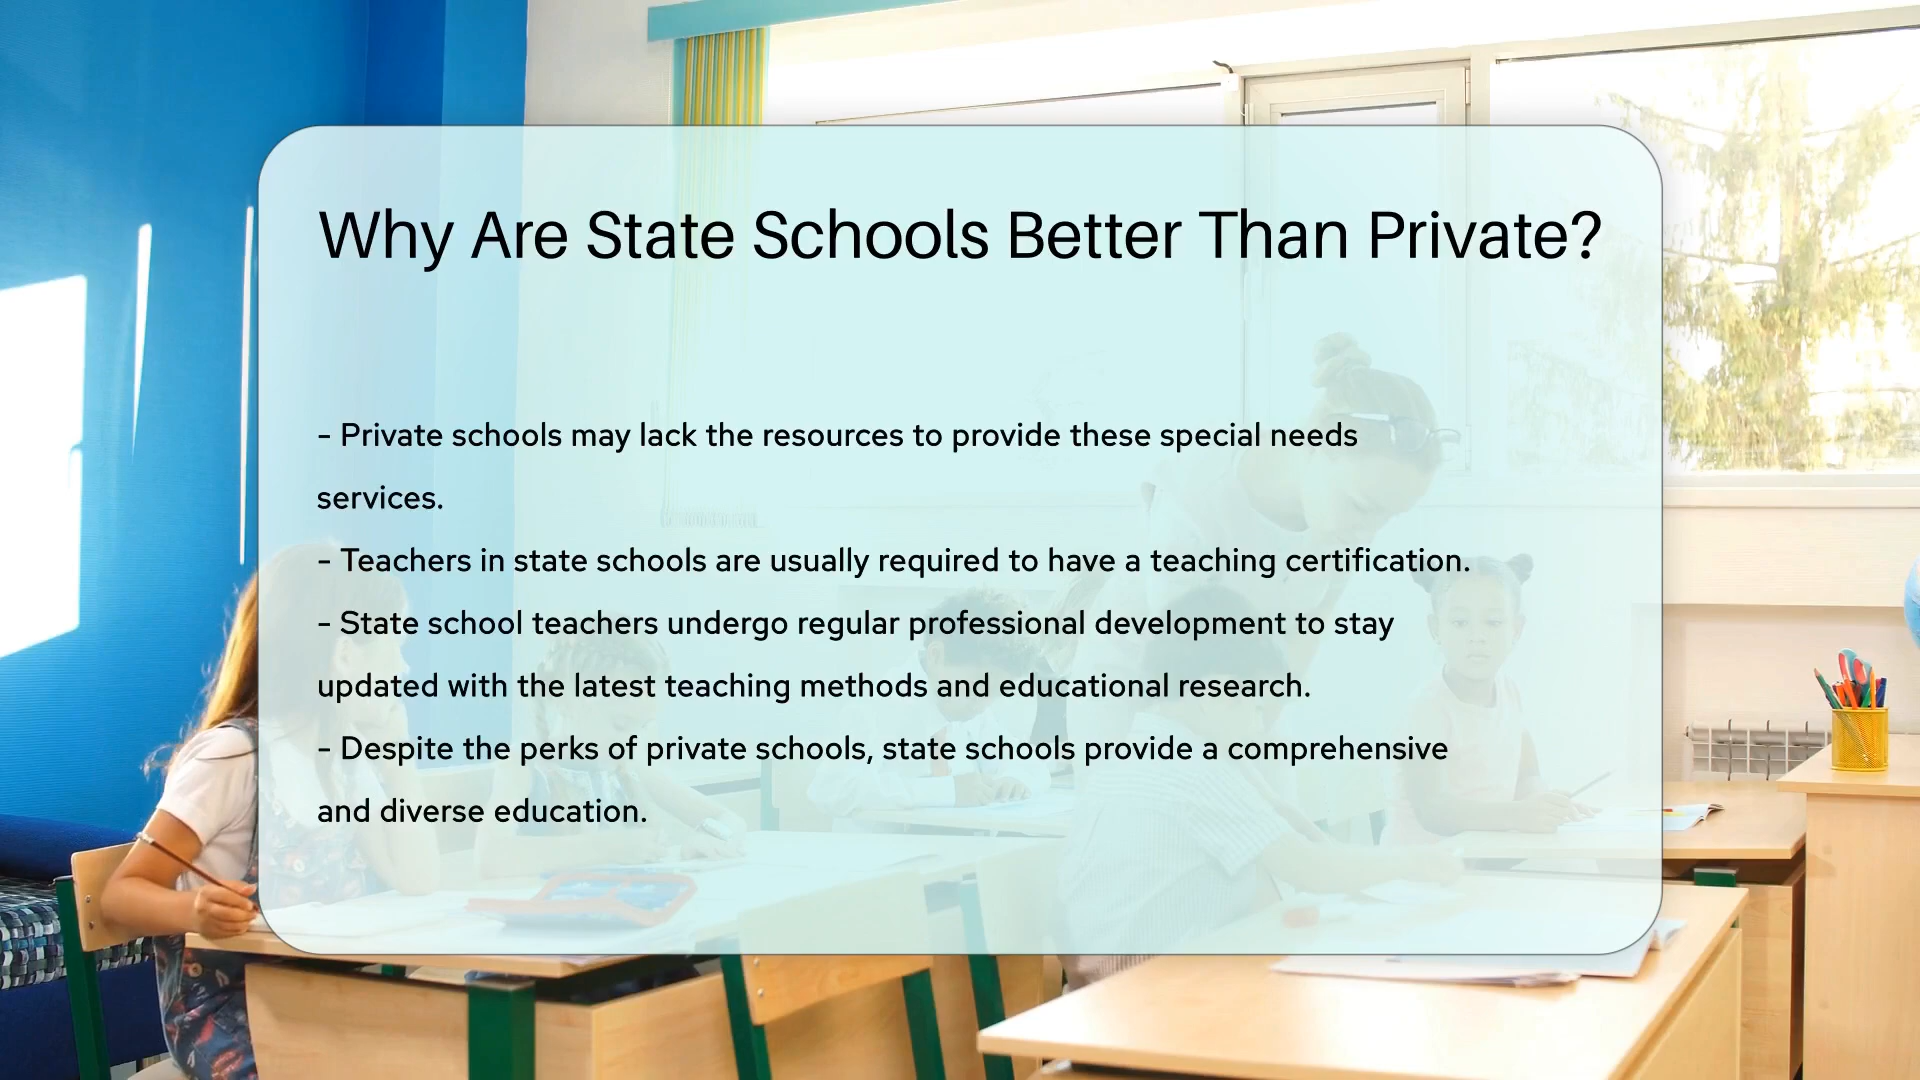 Why Are State Schools Better Than Private?
- Private schools may lack the resources to provide these special needs
services.
- Teachers in state schools are usually required to have a teaching certification.
- State school teachers undergo regular professional development to stay
updated with the latest teaching methods and educational research.
- Despite the perks of private schools, state schools provide a comprehensive
and diverse education.